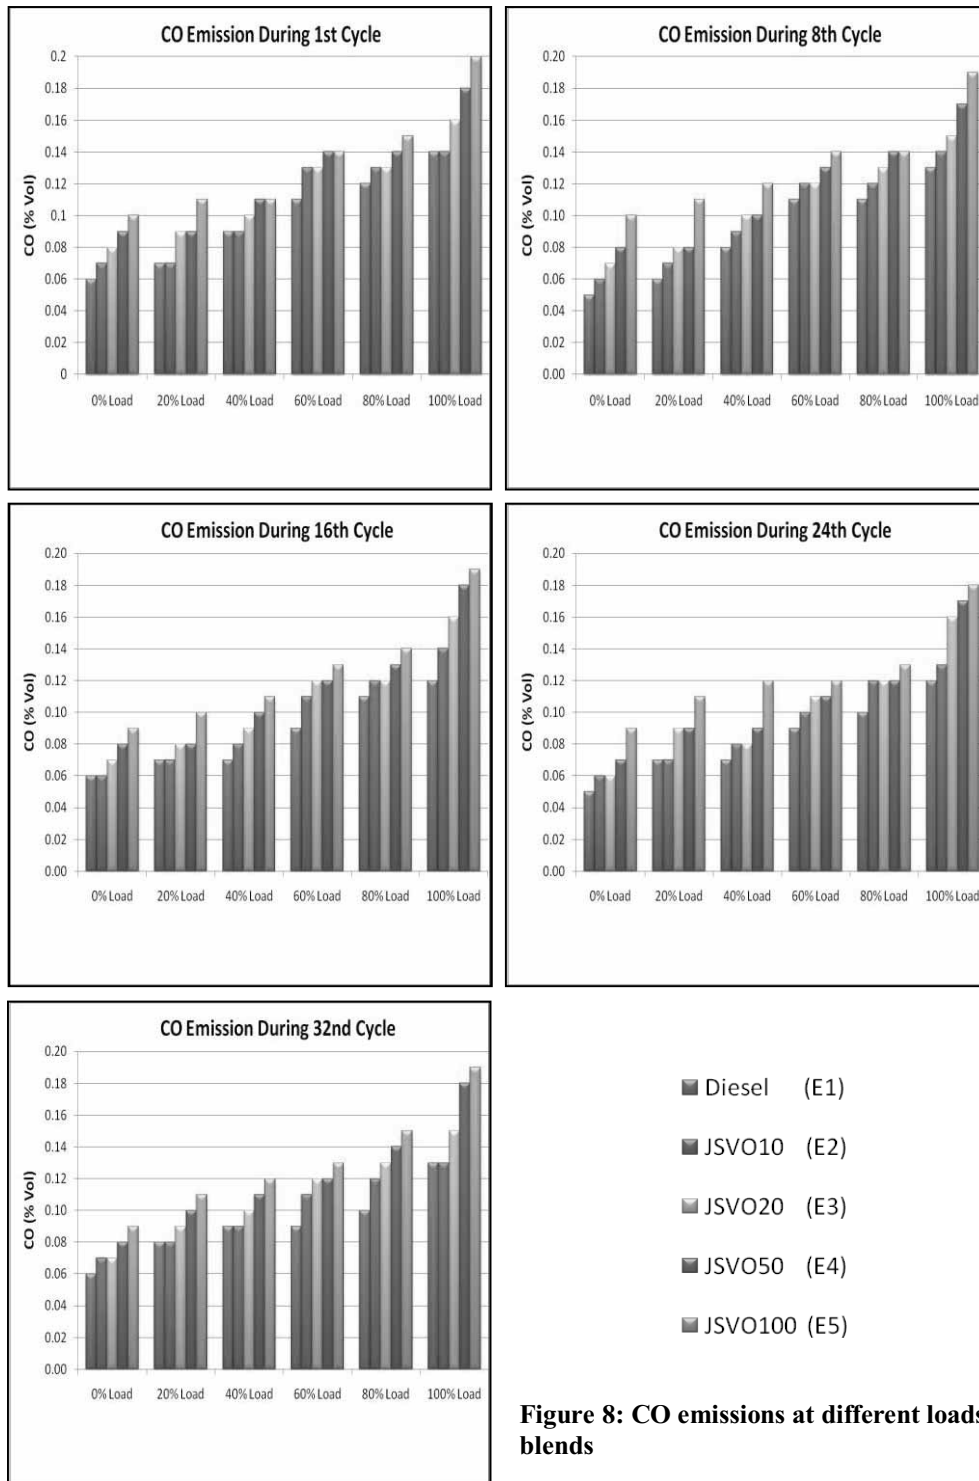 CO Emission During 1st Cycle
CO (% Vol)
0.2
0.18
0.16
0.14
0.12
0.1
0.08
0.06
0.04
0.02
0
0% Load 20% Load 40% Load 60% Load 80% Load 100% Load
CO Emission During 8th Cycle
CO (% Vol)
0.20
0.18
0.16
0.14
0.12
0.10
0.08
0.06
0.04
0.02
0.00
0% Load 20% Load 40% Load 60% Load 80% Load 100% Load
CO Emission During 16th Cycle
CO (% Vol)
0.20
0.18
0.16
0.14
0.12
0.10
0.08
0.06
0.04
0.02
0.00
0% Load 20% Load 40% Load 60% Load 80% Load 100% Load
CO Emission During 24th Cycle
CO (% Vol)
0.20
0.18
0.16
0.14
0.12
0.10
0.08
0.06
0.04
0.02
0.00
0% Load 20% Load 40% Load 60% Load 80% Load 100% Load
CO Emission During 32nd Cycle
CO (% Vol)
0.20
0.18
0.16
0.14
0.12
0.10
0.08
0.06
0.04
0.02
0.00
0% Load 20% Load 40% Load 60% Load 80% Load 100% Load
Diesel (E1)
JSVO10 (E2)
JSVO20 (E3)
JSVO50 (E4)
JSVO100 (E5)
Figure 8: CO emissions at different loads
blends